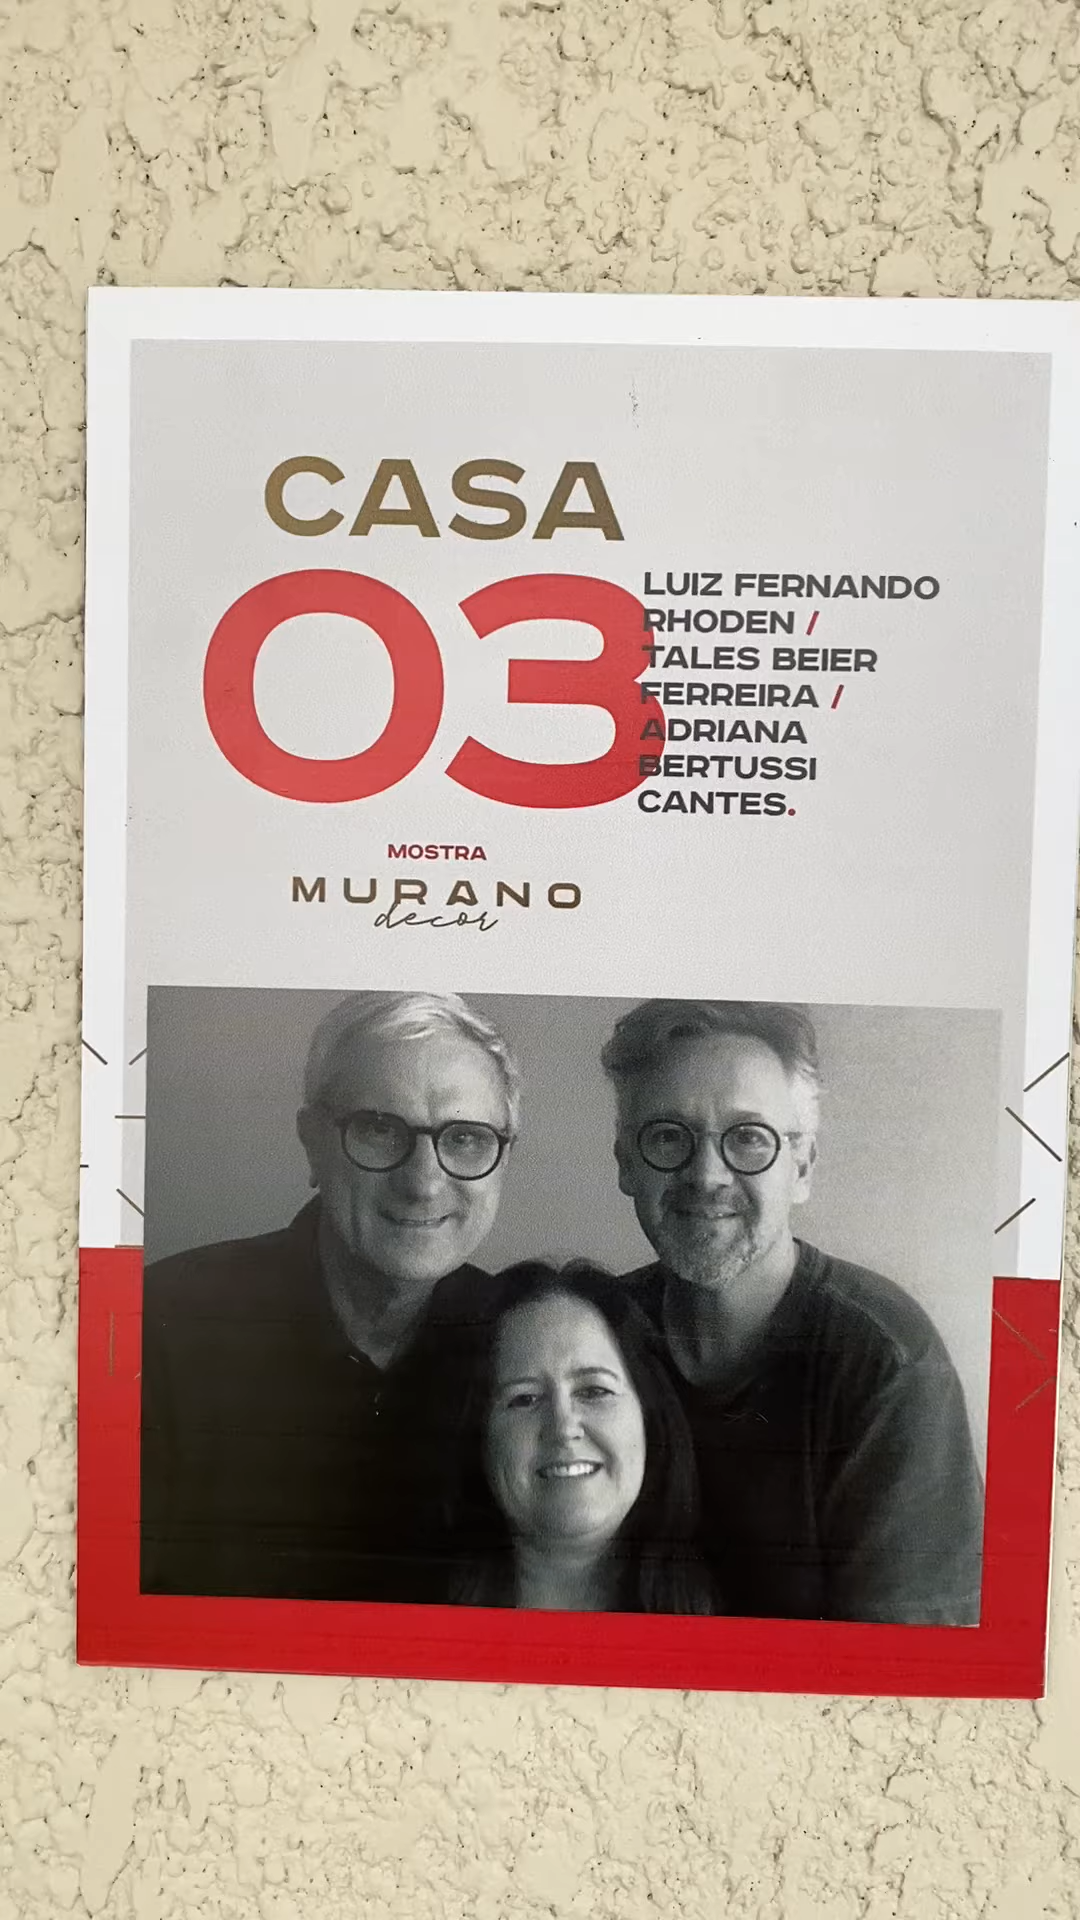 CASA
03
LUIZ FERNANDO
RHODEN /
TALES BEIER
FERREIRA /
ADRIANA
BERTUSSI
CANTES.
MOSTRA
MURANO
decor